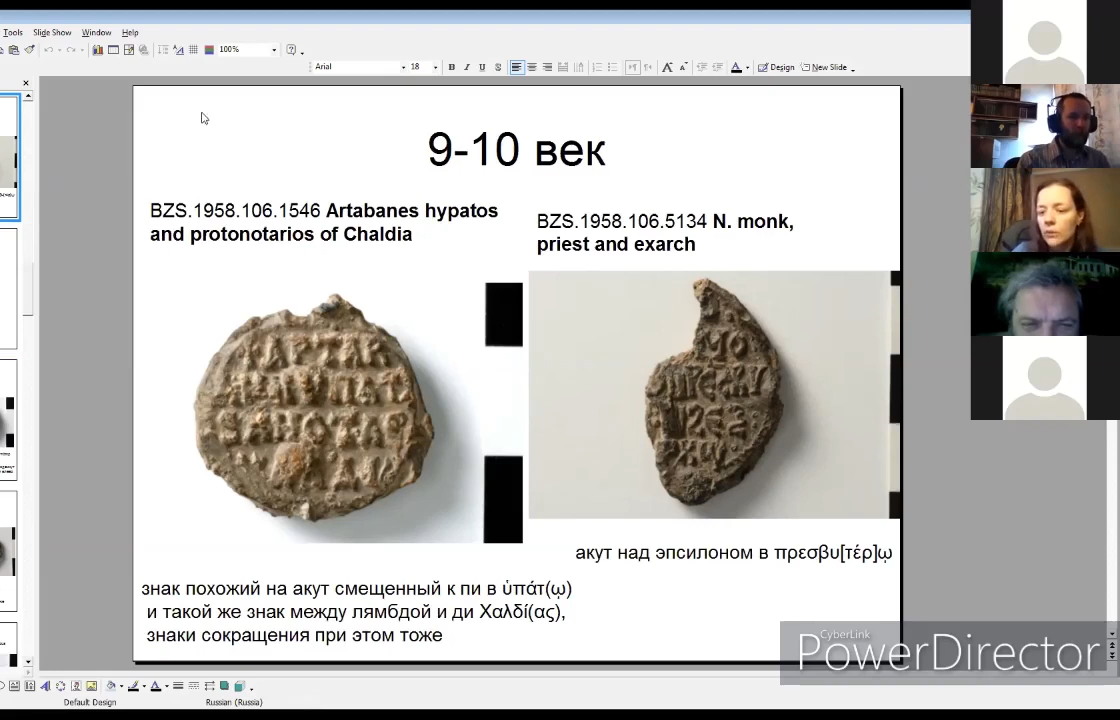 Tools Slide Show Window Help
100%
Arial 18 B I U S A A A Design New Slide
9-10 век
BZS.1958.106.1546 Artabanes hypatos
and protonotarios of Chaldia
BZS.1958.106.5134 N. monk,
priest and exarch
акут над эпсилоном в πρεσβυ[τέρ]ῳ
знак похожий на акут смещенный к пи в ὑπάτ(ῳ)
и такой же знак между лямбдой и ди Χαλδί(ας),
знаки сокращения при этом тоже
CyberLink
PowerDirector
Default Design Russian (Russia)